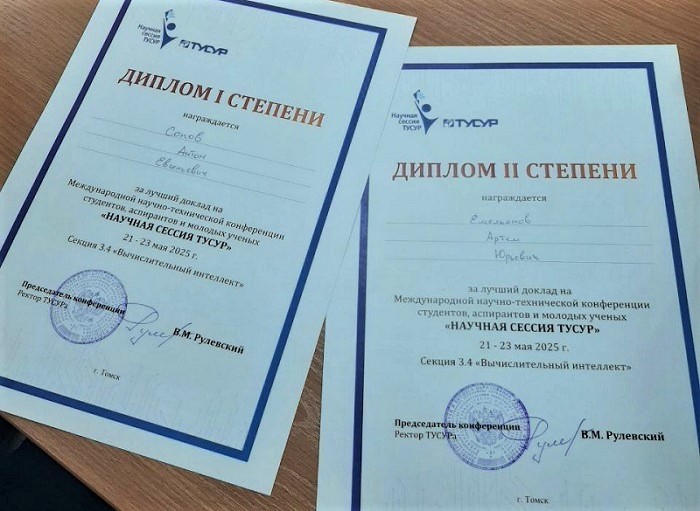 Научная
сессия
ТУСУР
ТУСУР
ДИПЛОМ I СТЕПЕНИ
награждается
Сопов
Антон
Евгеньевич
за лучший доклад на
Международной научно-технической конференции
студентов, аспирантов и молодых ученых
«НАУЧНАЯ СЕССИЯ ТУСУР»
21 - 23 мая 2025 г.
Секция 3.4 «Вычислительный интеллект»
Председатель конференции
Ректор ТУСУРа
В.М. Рулевский
г. Томск
Научная
сессия
ТУСУР
ТУСУР
ДИПЛОМ II СТЕПЕНИ
награждается
Емельянов
Артем
Юрьевич
за лучший доклад на
Международной научно-технической конференции
студентов, аспирантов и молодых ученых
«НАУЧНАЯ СЕССИЯ ТУСУР»
21 - 23 мая 2025 г.
Секция 3.4 «Вычислительный интеллект»
Председатель конференции
Ректор ТУСУРа
В.М. Рулевский
г. Томск